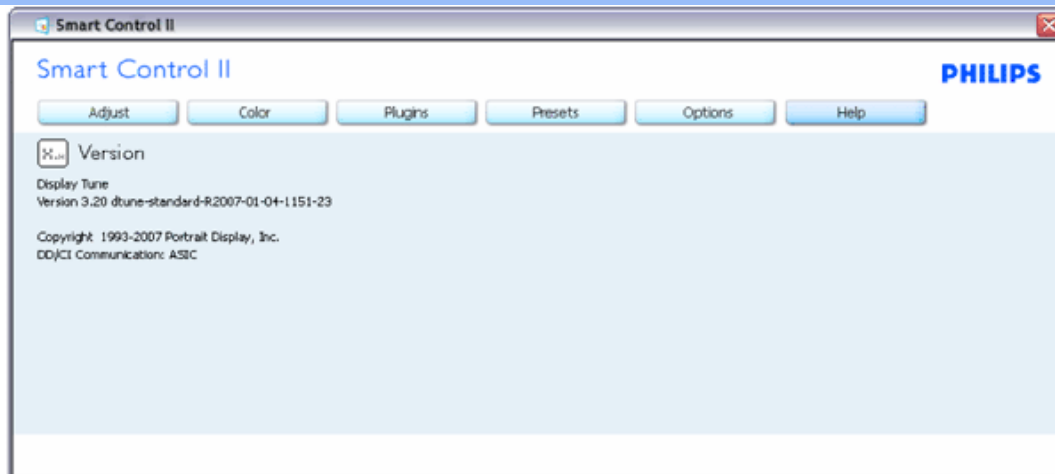 Smart Control II
Smart Control II
PHILIPS
Adjust Color Plugins Presets Options Help
Version
Display Tune
Version 3.20 dtune-standard-R2007-01-04-1151-23
Copyright 1993-2007 Portrait Display, Inc.
DD/CI Communication: ASIC